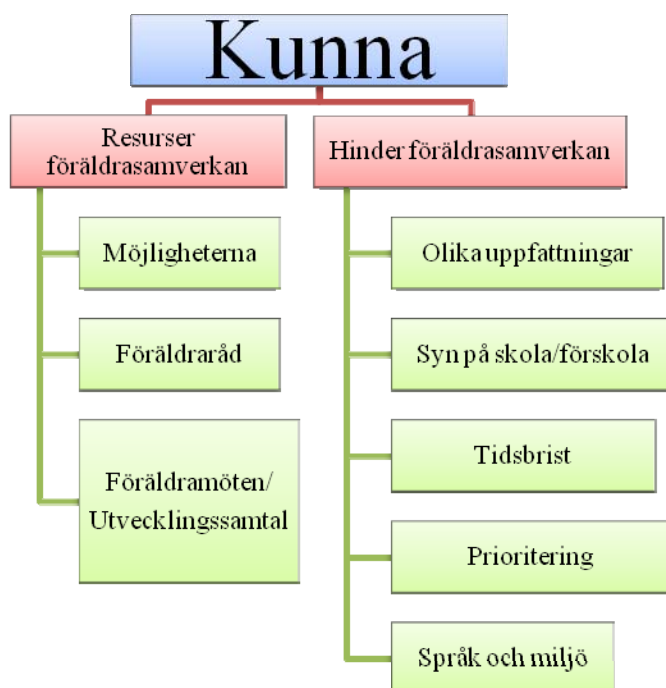 Kunna
Resurser
föräldrasamverkan
Möjligheterna
Föräldraråd
Föräldramöten/
Utvecklingssamtal
Hinder föräldrasamverkan
Olika uppfattningar
Syn på skola/förskola
Tidsbrist
Prioritering
Språk och miljö